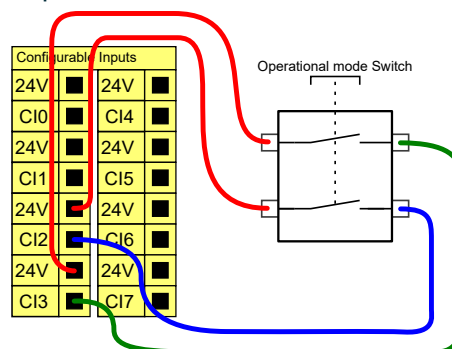 Configurable Inputs
Operational mode Switch
24V 24V
CI0 CI4
24V 24V
CI1 CI5
24V 24V
CI2 CI6
24V 24V
CI3 CI7